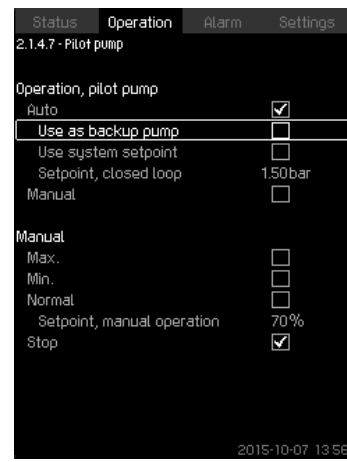 Status Operation Alarm Settings
2.1.4.7 - Pilot pump
Operation, pilot pump
Auto
Use as backup pump
Use system setpoint
Setpoint, closed loop 1.50bar
Manual
Manual
Max.
Min.
Normal
Setpoint, manual operation 70%
Stop
2015-10-07 13:56